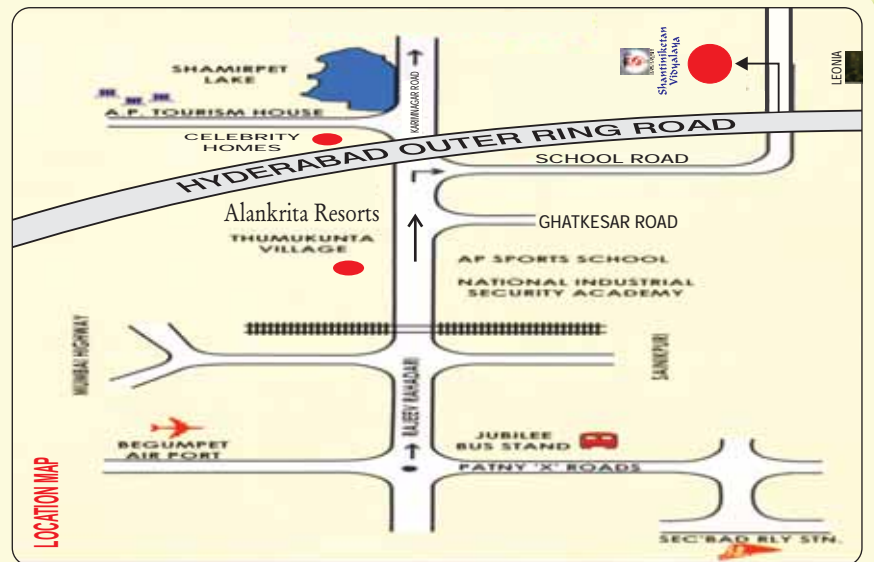 SHAMIRPET
LAKE
A.P. TOURISM HOUSE
CELEBRITY
HOMES
KARIMNAGAR ROAD
Shantiniketan
Vidyalaya
LEONIA
HYDERABAD OUTER RING ROAD
SCHOOL ROAD
Alankrita Resorts
GHATKESAR ROAD
THUMUKUNTA
VILLAGE
AP SPORTS SCHOOL
NATIONAL INDUSTRIAL
SECURITY ACADEMY
MUMBAI HIGHWAY
SAINIKPURI
RAJEEV RAHADARI
BEGUMPET
AIR PORT
JUBILEE
BUS STAND
PATNY 'X' ROADS
LOCATION MAP
SEC'BAD RLY STN.